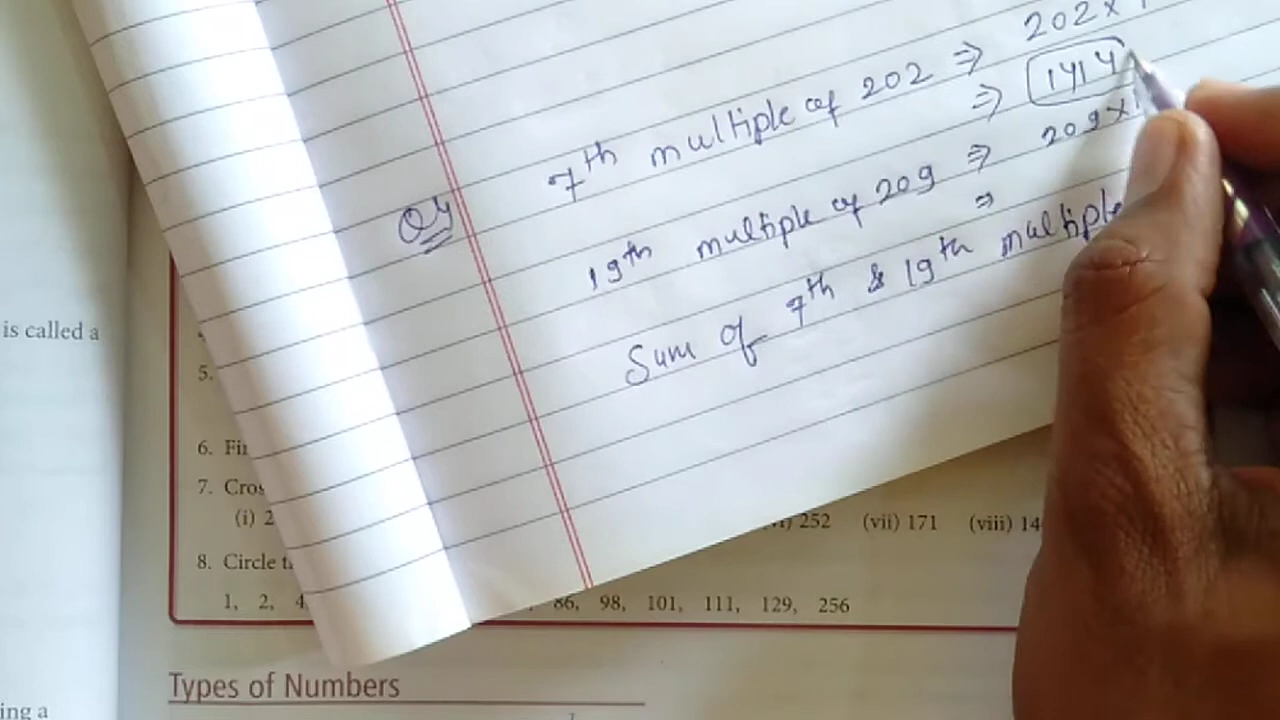 202×
7th multiple of 202 ⇒
⇒ 1414
Q4
19th multiple of 209 ⇒ 209×1
⇒
Sum of 7th & 19th multiple
is called a
5.
6.
7.
(i) 2 252 (vii) 171 (viii) 14
8. Circle
1, 2, 4 86, 98, 101, 111, 129, 256
Types of Numbers
ing a